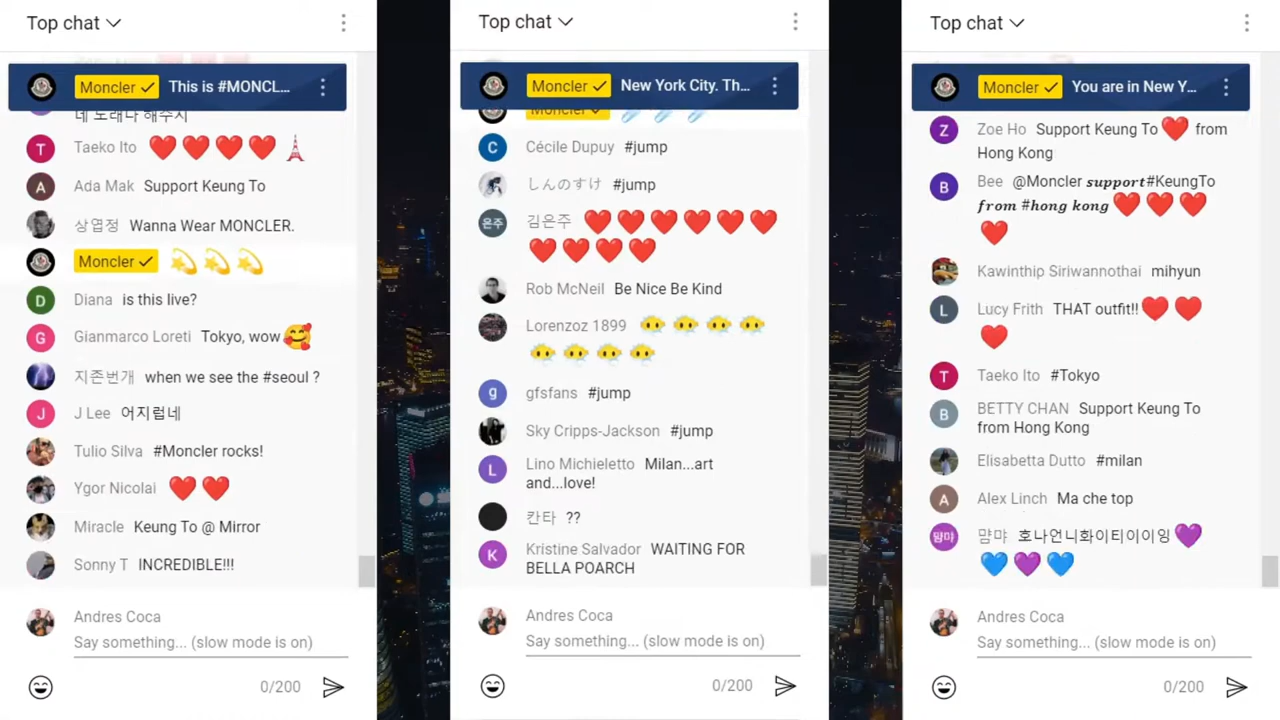 Top chat
Moncler This is #MONCL...
네 노래나 해주지
Taeko Ito ❤️❤️❤️❤️🗼
Ada Mak Support Keung To
상엽정 Wanna Wear MONCLER.
Moncler 💫💫💫
Diana is this live?
Gianmarco Loreti Tokyo, wow🥰
지존번개 when we see the #seoul ?
J Lee 어지럽네
Tulio Silva #Moncler rocks!
Ygor Nicolai ❤️❤️
Miracle Keung To @ Mirror
Sonny T INCREDIBLE!!!
Andres Coca
Say something... (slow mode is on)
0/200
Top chat
Moncler New York City. Th...
Moncler ☄️☄️☄️
Cécile Dupuy #jump
しんのすけ #jump
은주 김은주 ❤️❤️❤️❤️❤️❤️
❤️❤️❤️❤️
Rob McNeil Be Nice Be Kind
Lorenzoz 1899 😶‍🌫️😶‍🌫️😶‍🌫️😶‍🌫️
😶‍🌫️😶‍🌫️😶‍🌫️😶‍🌫️
gfsfans #jump
Sky Cripps-Jackson #jump
Lino Michieletto Milan...art
and...love!
칸타 ??
Kristine Salvador WAITING FOR
BELLA POARCH
Andres Coca
Say something... (slow mode is on)
0/200
Top chat
Moncler You are in New Y...
Zoe Ho Support Keung To❤️ from
Hong Kong
Bee @Moncler 𝒔𝒖𝒑𝒑𝒐𝒓𝒕#KeungTo
𝒇𝒓𝒐𝒎 #𝒉𝒐𝒏𝒈 𝒌𝒐𝒏𝒈❤️❤️❤️
❤️
Kawinthip Siriwannothai mihyun
Lucy Frith THAT outfit!!❤️❤️
❤️
Taeko Ito #Tokyo
BETTY CHAN Support Keung To
from Hong Kong
Elisabetta Dutto #milan
Alex Linch Ma che top
먐먀 먐먀 호나언니화이티이이잉💜
💙💜💙
Andres Coca
Say something... (slow mode is on)
0/200